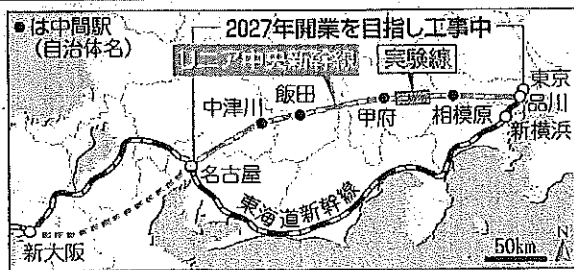 ●は中間駅
(自治体名)
2027年開業を目指し工事中
リニア中央新幹線
実験線
東京
品川
新横浜
相模原
甲府
飯田
中津川
名古屋
東海道新幹線
新大阪
50km
N